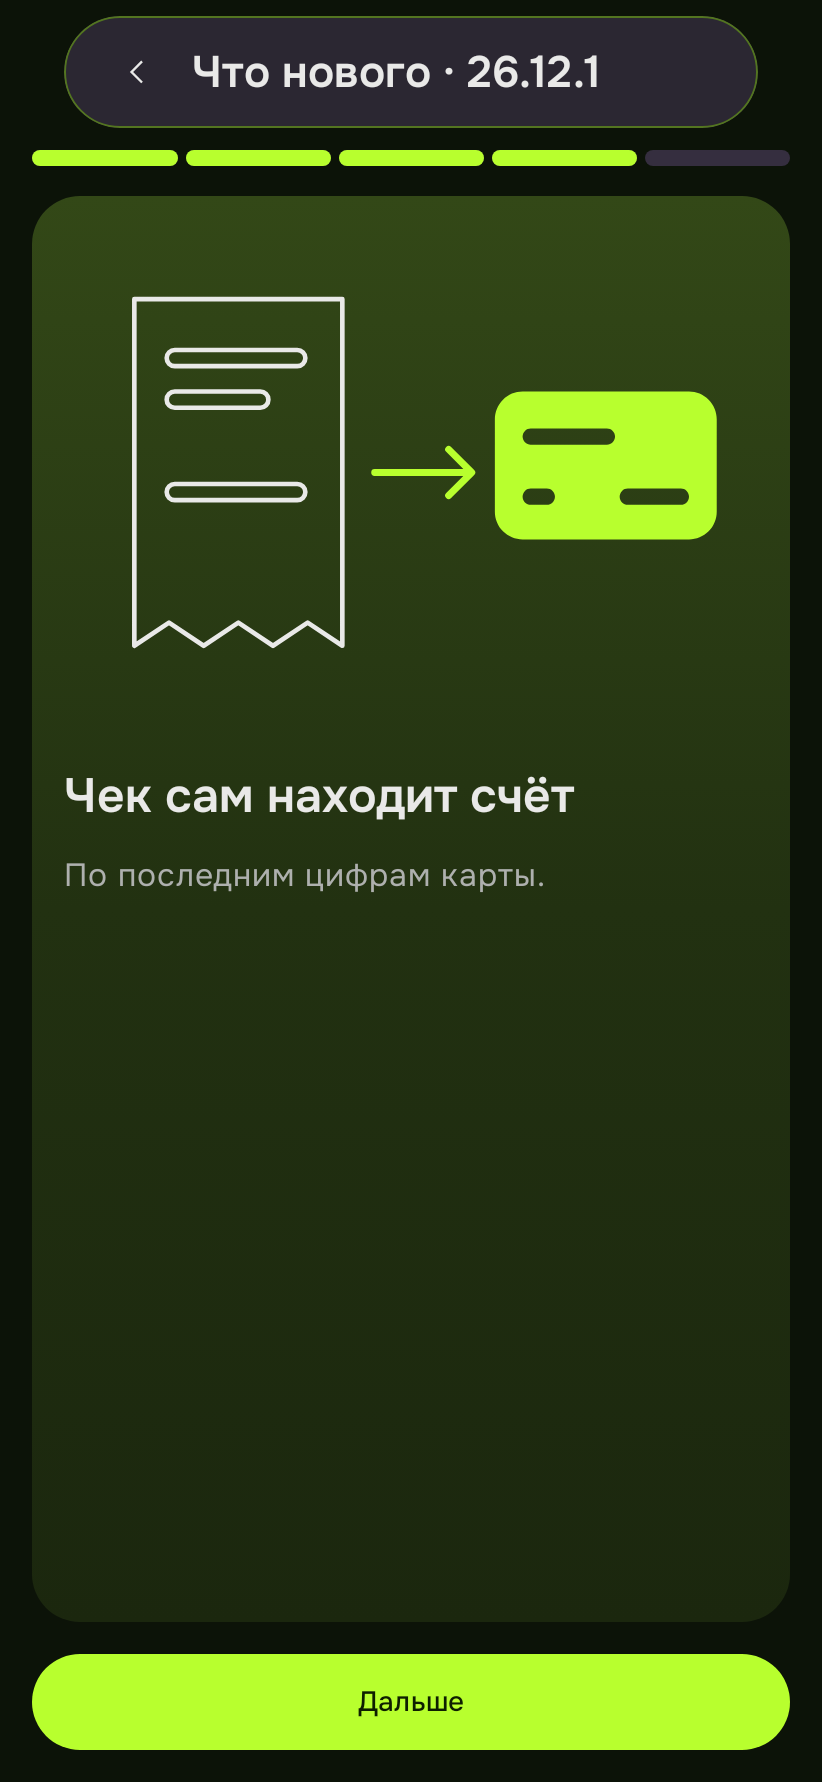 Что нового · 26.12.1
Чек сам находит счёт
По последним цифрам карты.
Дальше